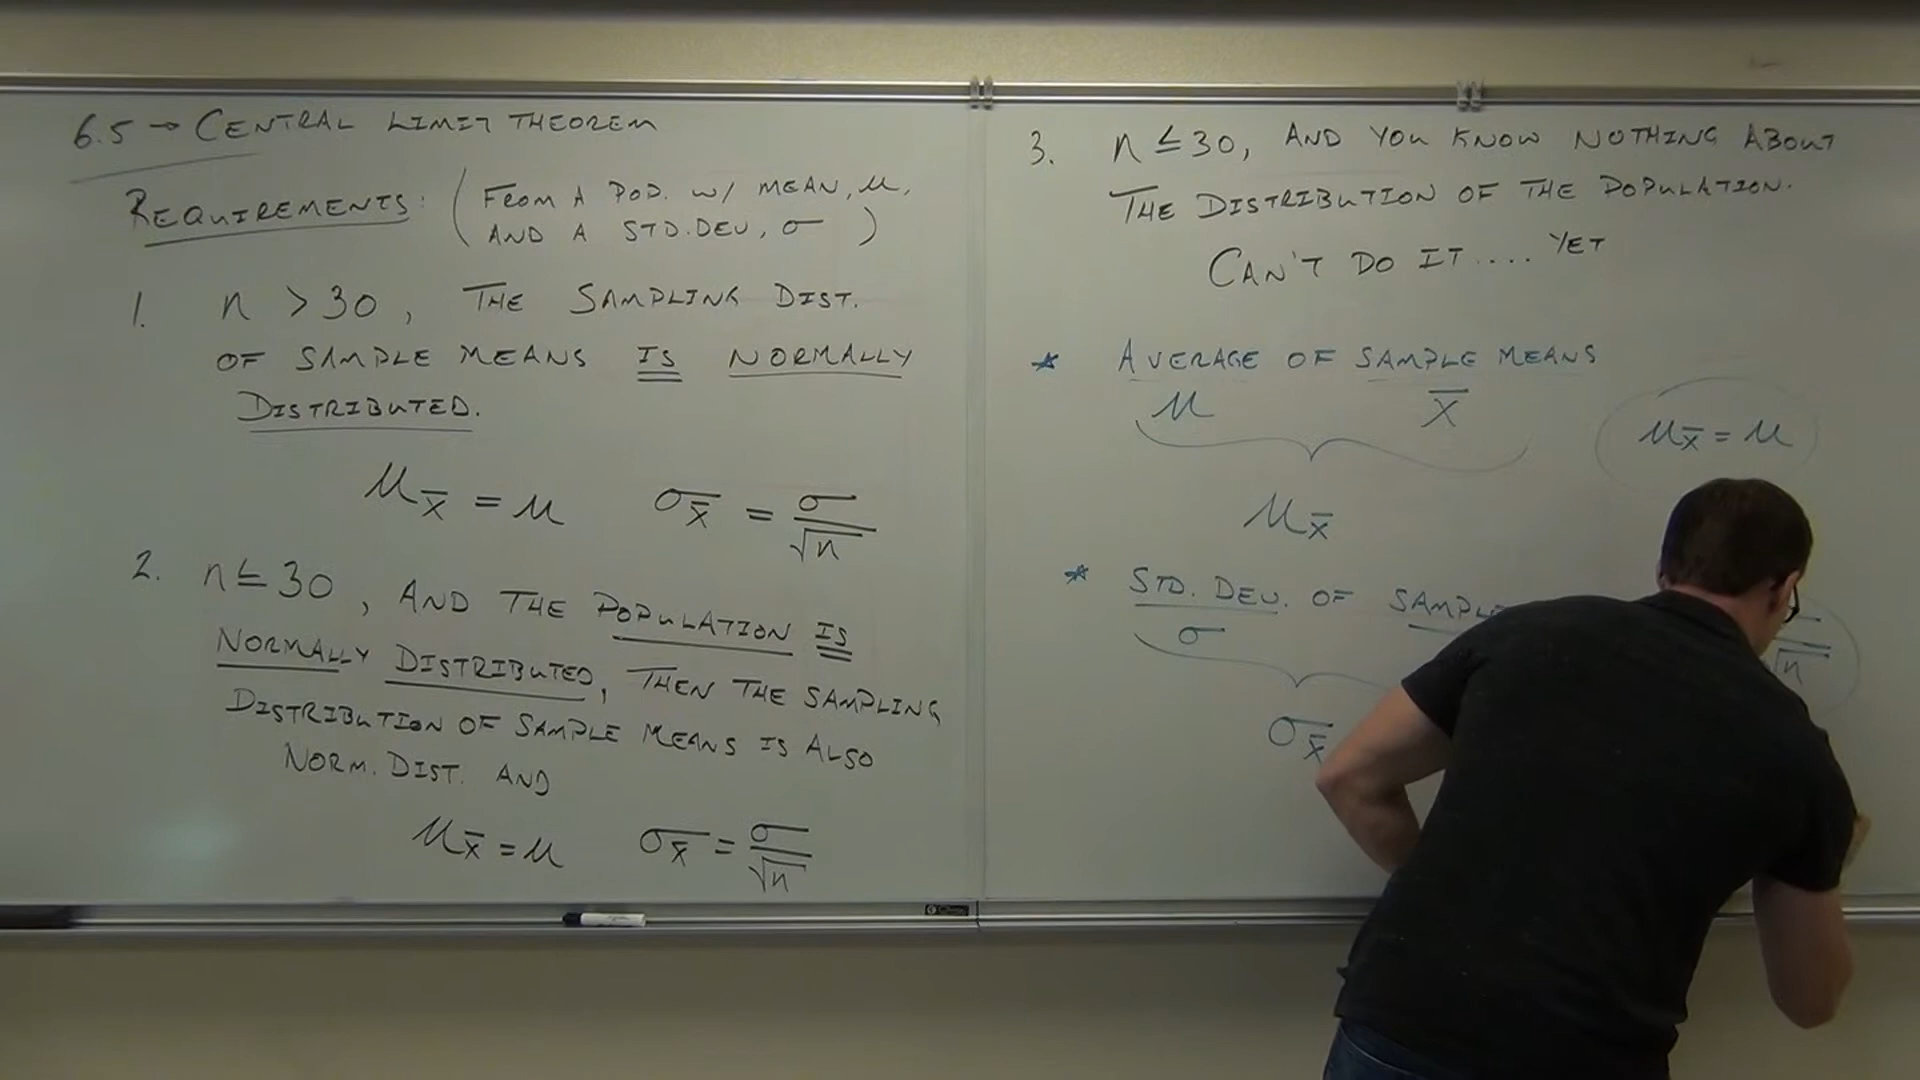 6.5 → CENTRAL LIMIT THEOREM
REQUIREMENTS: (FROM A POP. W/ MEAN, μ,
AND A STD.DEV, σ)
1. n > 30, THE SAMPLING DIST.
OF SAMPLE MEANS IS NORMALLY
DISTRIBUTED.
μx̄ = μ σx̄ = σ/√n
2. n ≤ 30, AND THE POPULATION IS
NORMALLY DISTRIBUTED, THEN THE SAMPLING
DISTRIBUTION OF SAMPLE MEANS IS ALSO
NORM. DIST. AND
μx̄ = μ σx̄ = σ/√n
3. n ≤ 30, AND YOU KNOW NOTHING ABOUT
THE DISTRIBUTION OF THE POPULATION.
CAN'T DO IT.... YET
* AVERAGE OF SAMPLE MEANS
μ x̄
μx̄ = μ
μx̄
* STD. DEV. OF SAMPLE
σ
√n
σx̄